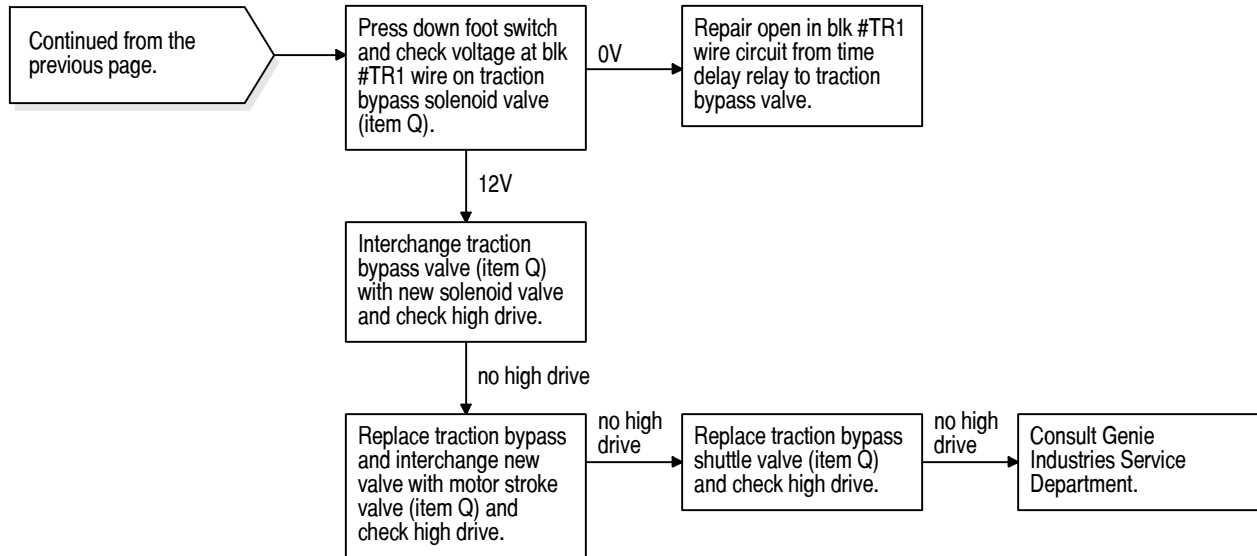 Continued from the
previous page.
Press down foot switch
and check voltage at blk
#TR1 wire on traction
bypass solenoid valve
(item Q).
0V
Repair open in blk #TR1
wire circuit from time
delay relay to traction
bypass valve.
12V
Interchange traction
bypass valve (item Q)
with new solenoid valve
and check high drive.
no high drive
Replace traction bypass
and interchange new
valve with motor stroke
valve (item Q) and
check high drive.
no high
drive
Replace traction bypass
shuttle valve (item Q)
and check high drive.
no high
drive
Consult Genie
Industries Service
Department.